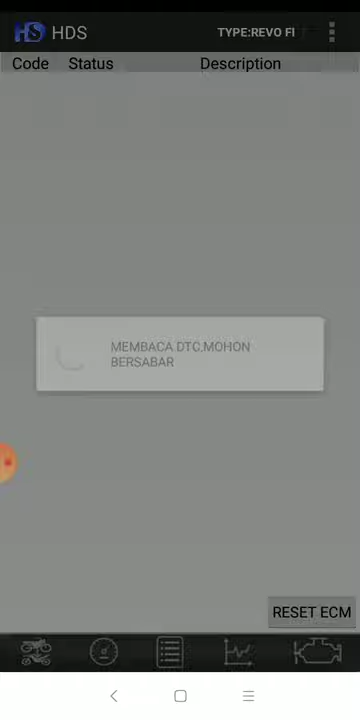 HDS TYPE:REVO FI
Code Status Description
MEMBACA DTC.MOHON
BERSABAR
RESET ECM